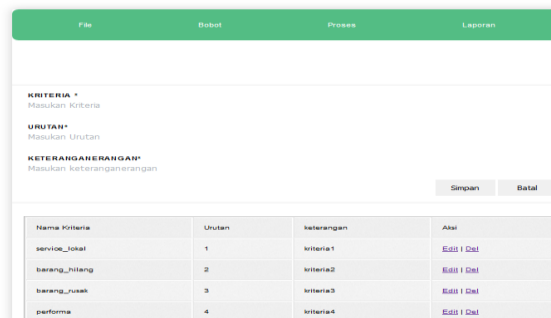 File Bobot Proses Laporan
KRITERIA *
Masukan Kriteria
URUTAN*
Masukan Urutan
KETERANGANERANGAN*
Masukan keteranganerangan
Simpan Batal
Nama Kriteria Urutan keterangan Aksi
service_lokal 1 kriteria1 Edit | Del
barang_hilang 2 kriteria2 Edit | Del
barang_rusak 3 kriteria3 Edit | Del
performa 4 kriteria4 Edit | Del